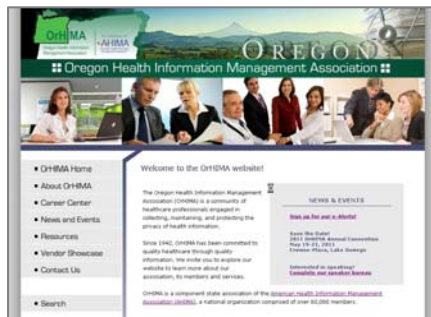 OrHIMA
Oregon Health Information
Management Association
AHIMA
OREGON
Oregon Health Information Management Association
OrHIMA Home
About OrHIMA
Career Center
News and Events
Resources
Vendor Showcase
Contact Us
Search
Welcome to the OrHIMA website!
The Oregon Health Information Management
Association (OrHIMA) is a community of
healthcare professionals engaged in
collecting, maintaining, and protecting the
privacy of health information.
Since 1942, OrHIMA has been committed to
quality healthcare through quality
information. We invite you to explore our
website to learn more about our
association, its members and services.
OrHIMA is a component state association of the American Health Information Management
Association (AHIMA), a national organization comprised of over 60,000 members.
NEWS & EVENTS
Sign up for our e-Alerts!
Save the Date!
2011 OrHIMA Annual Convention
May 19-21, 2011
Crowne Plaza, Lake Oswego
Interested in speaking?
Complete our speaker bureau